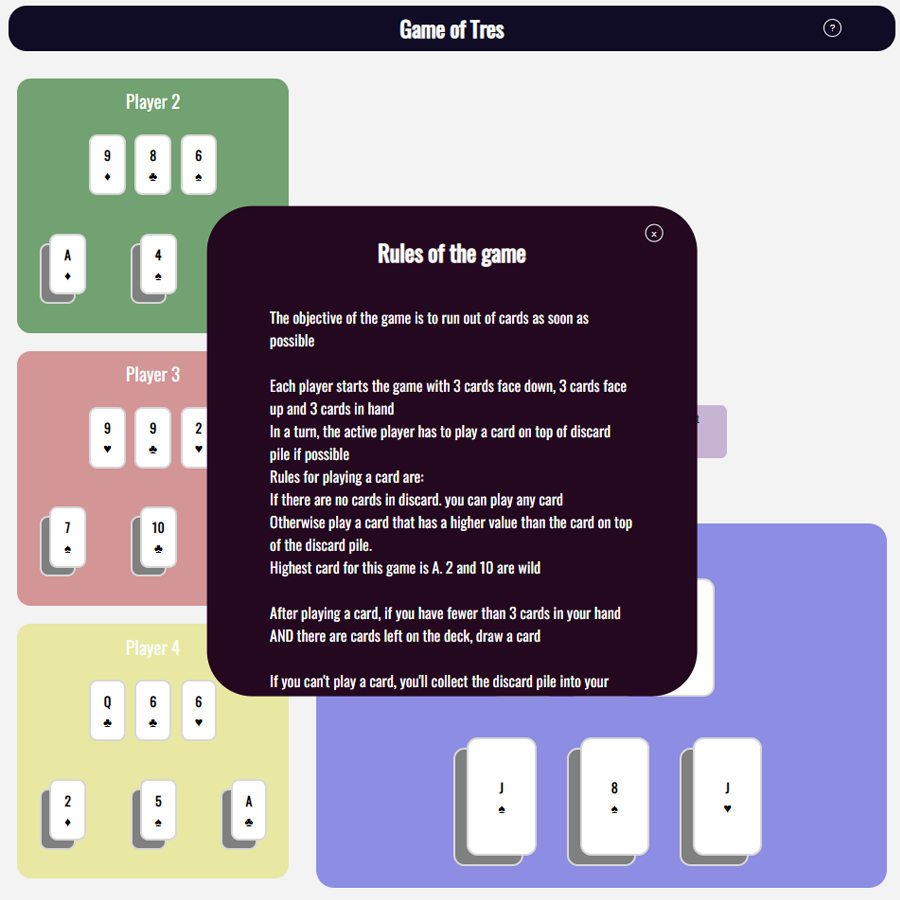 Game of Tres
?
Player 2
9 8 6
♦ ♣ ♠
A 4
♦ ♠
Player 3
9 9 2
♥ ♣ ♥
7 10
♠ ♣
Player 4
Q 6 6
♣ ♣ ♥
2 5 A
♦ ♠ ♣
x
Rules of the game
The objective of the game is to run out of cards as soon as
possible
Each player starts the game with 3 cards face down, 3 cards face
up and 3 cards in hand
In a turn, the active player has to play a card on top of discard
pile if possible
Rules for playing a card are:
If there are no cards in discard. you can play any card
Otherwise play a card that has a higher value than the card on top
of the discard pile.
Highest card for this game is A. 2 and 10 are wild
After playing a card, if you have fewer than 3 cards in your hand
AND there are cards left on the deck, draw a card
If you can't play a card, you'll collect the discard pile into your
J 8 J
♠ ♠ ♥